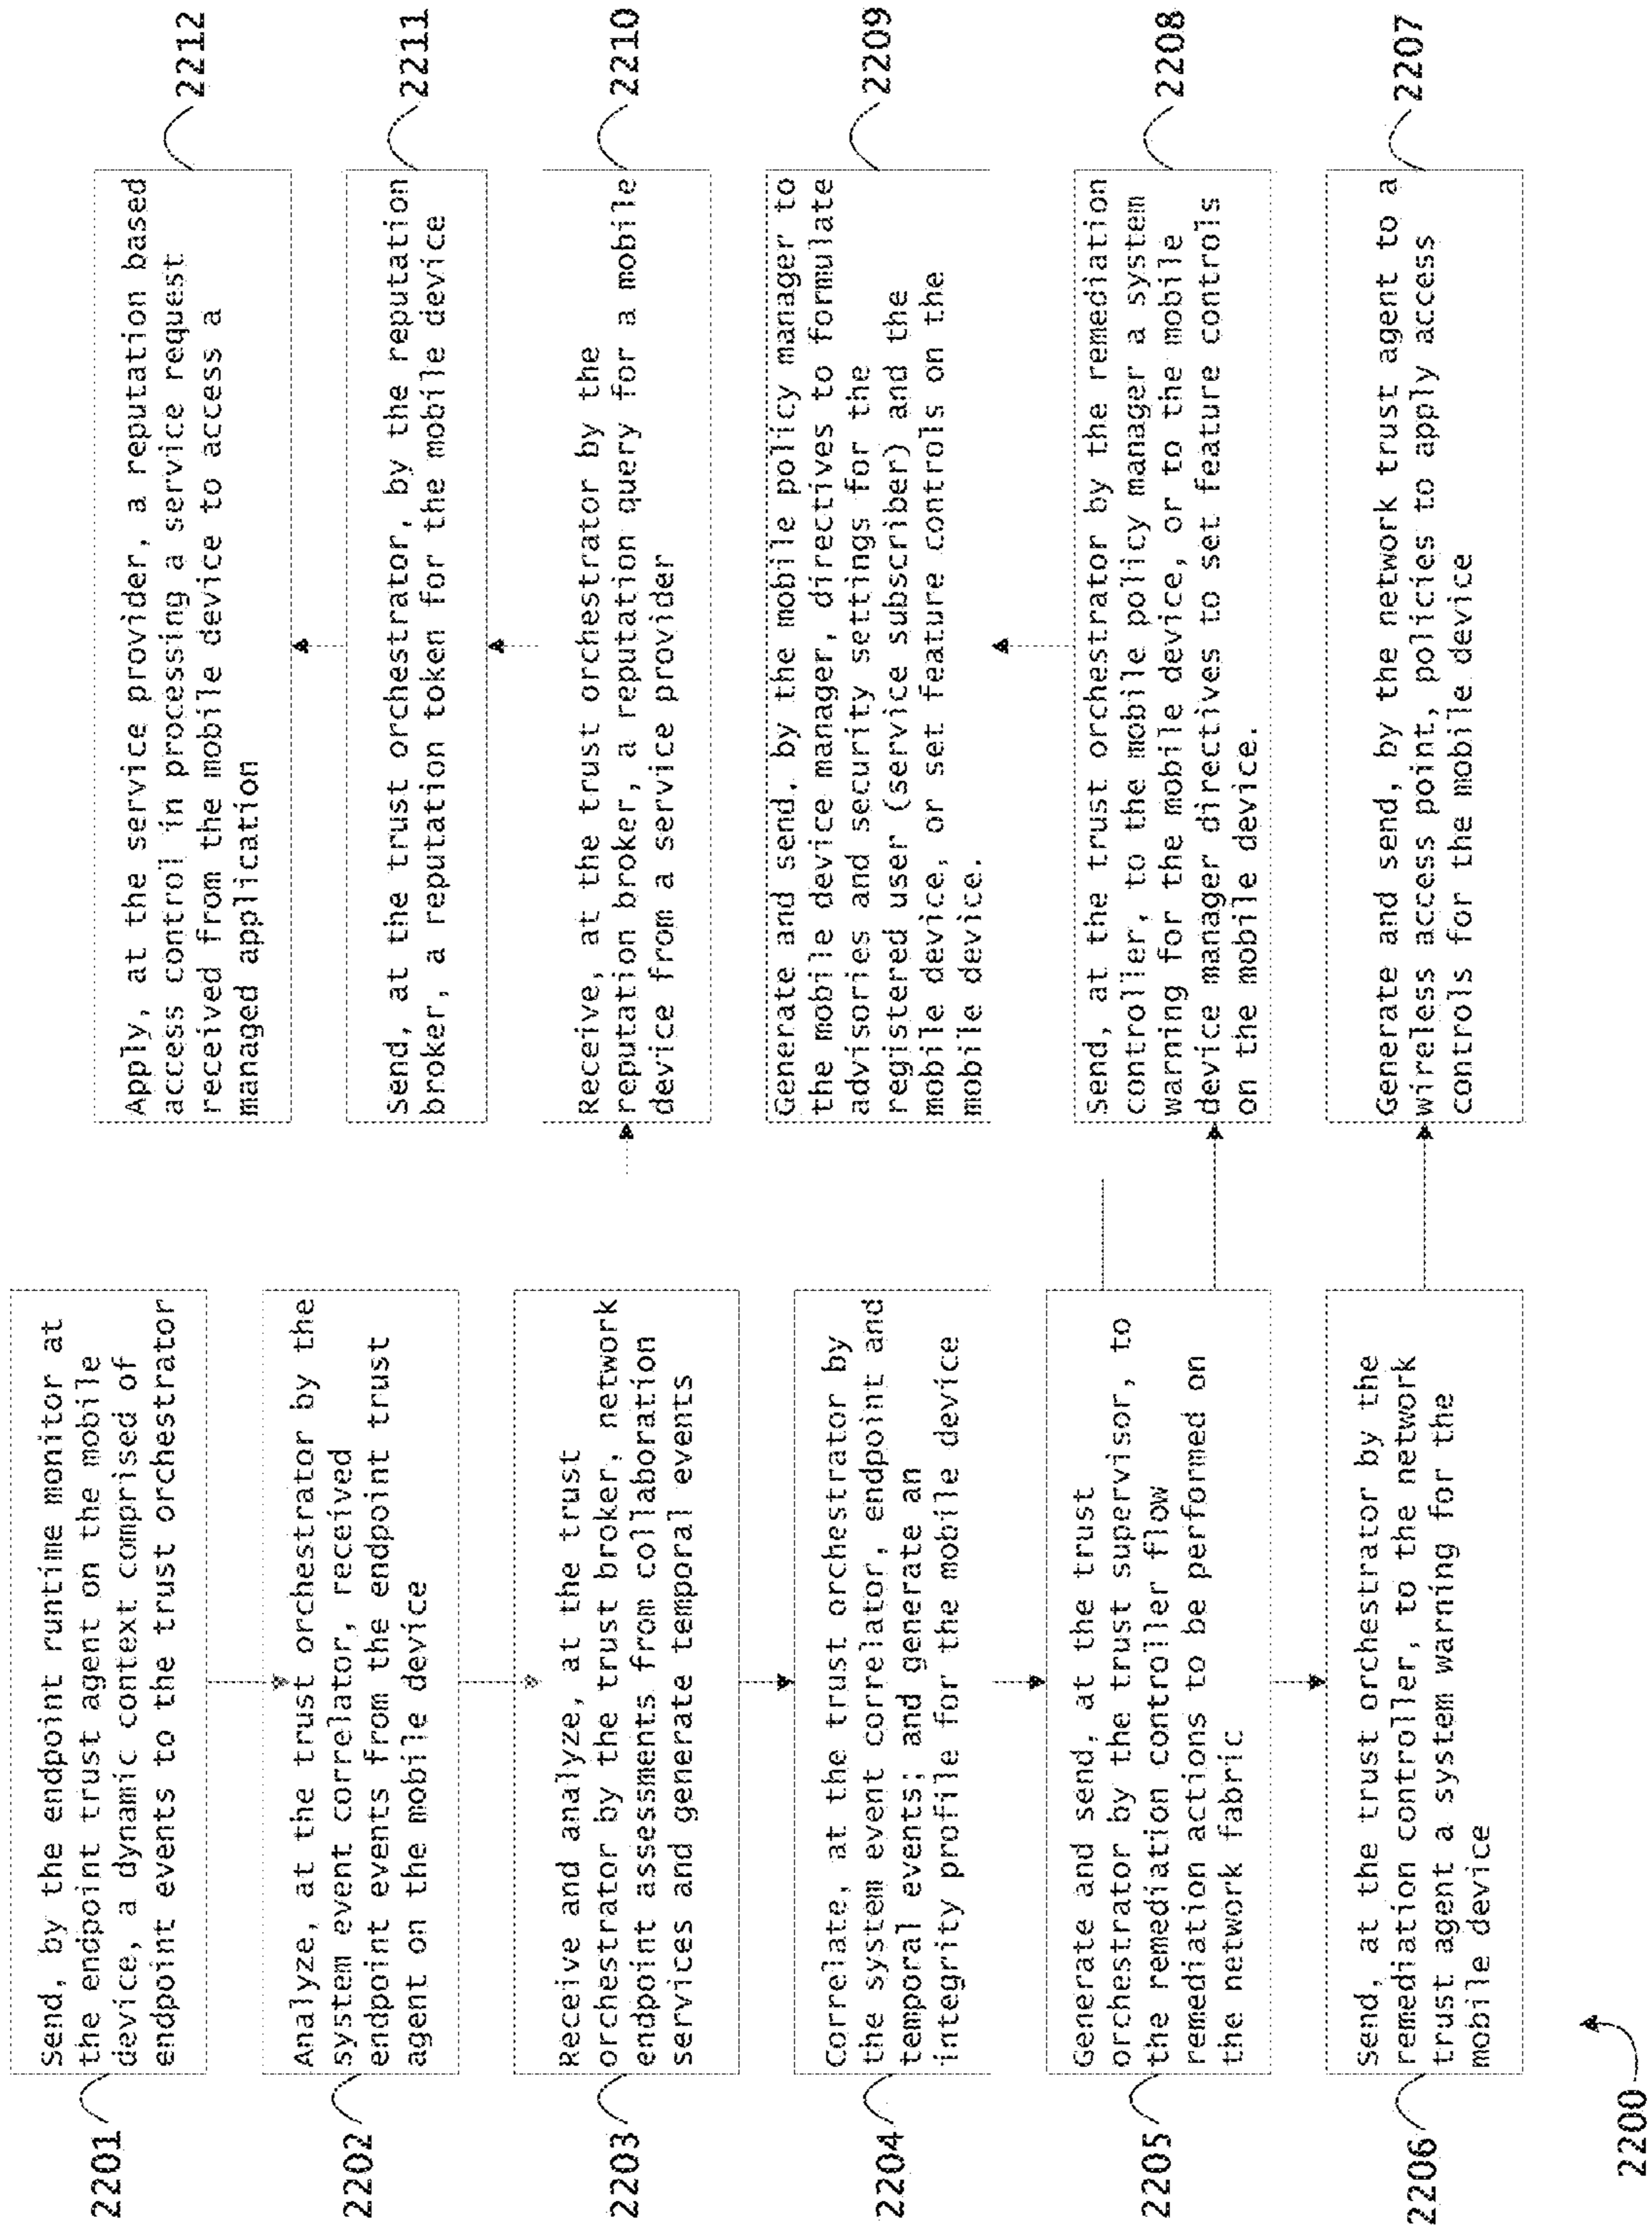 2201
Send, by the endpoint runtime monitor at
the endpoint trust agent on the mobile
device, a dynamic context comprised of
endpoint events to the trust orchestrator
2202
Analyze, at the trust orchestrator by the
system event correlator, received
endpoint events from the endpoint trust
agent on the mobile device
2203
Receive and analyze, at the trust
orchestrator by the trust broker, network
endpoint assessments from collaboration
services and generate temporal events
2204
Correlate, at the trust orchestrator by
the system event correlator, endpoint and
temporal events; and generate an
integrity profile for the mobile device
2205
Generate and send, at the trust
orchestrator by the trust supervisor, to
the remediation controller flow
remediation actions to be performed on
the network fabric
2206
Send, at the trust orchestrator by the
remediation controller, to the network
trust agent a system warning for the
mobile device
2200
Apply, at the service provider, a reputation based
access control in processing a service request
received from the mobile device to access a
managed application
2212
Send, at the trust orchestrator, by the reputation
broker, a reputation token for the mobile device
2211
Receive, at the trust orchestrator by the
reputation broker, a reputation query for a mobile
device from a service provider
2210
Generate and send, by the mobile policy manager to
the mobile device manager, directives to formulate
advisories and security settings for the
registered user (service subscriber) and the
mobile device, or set feature controls on the
mobile device.
2209
Send, at the trust orchestrator by the remediation
controller, to the mobile policy manager a system
warning for the mobile device, or to the mobile
device manager directives to set feature controls
on the mobile device.
2208
Generate and send, by the network trust agent to a
wireless access point, policies to apply access
controls for the mobile device
2207